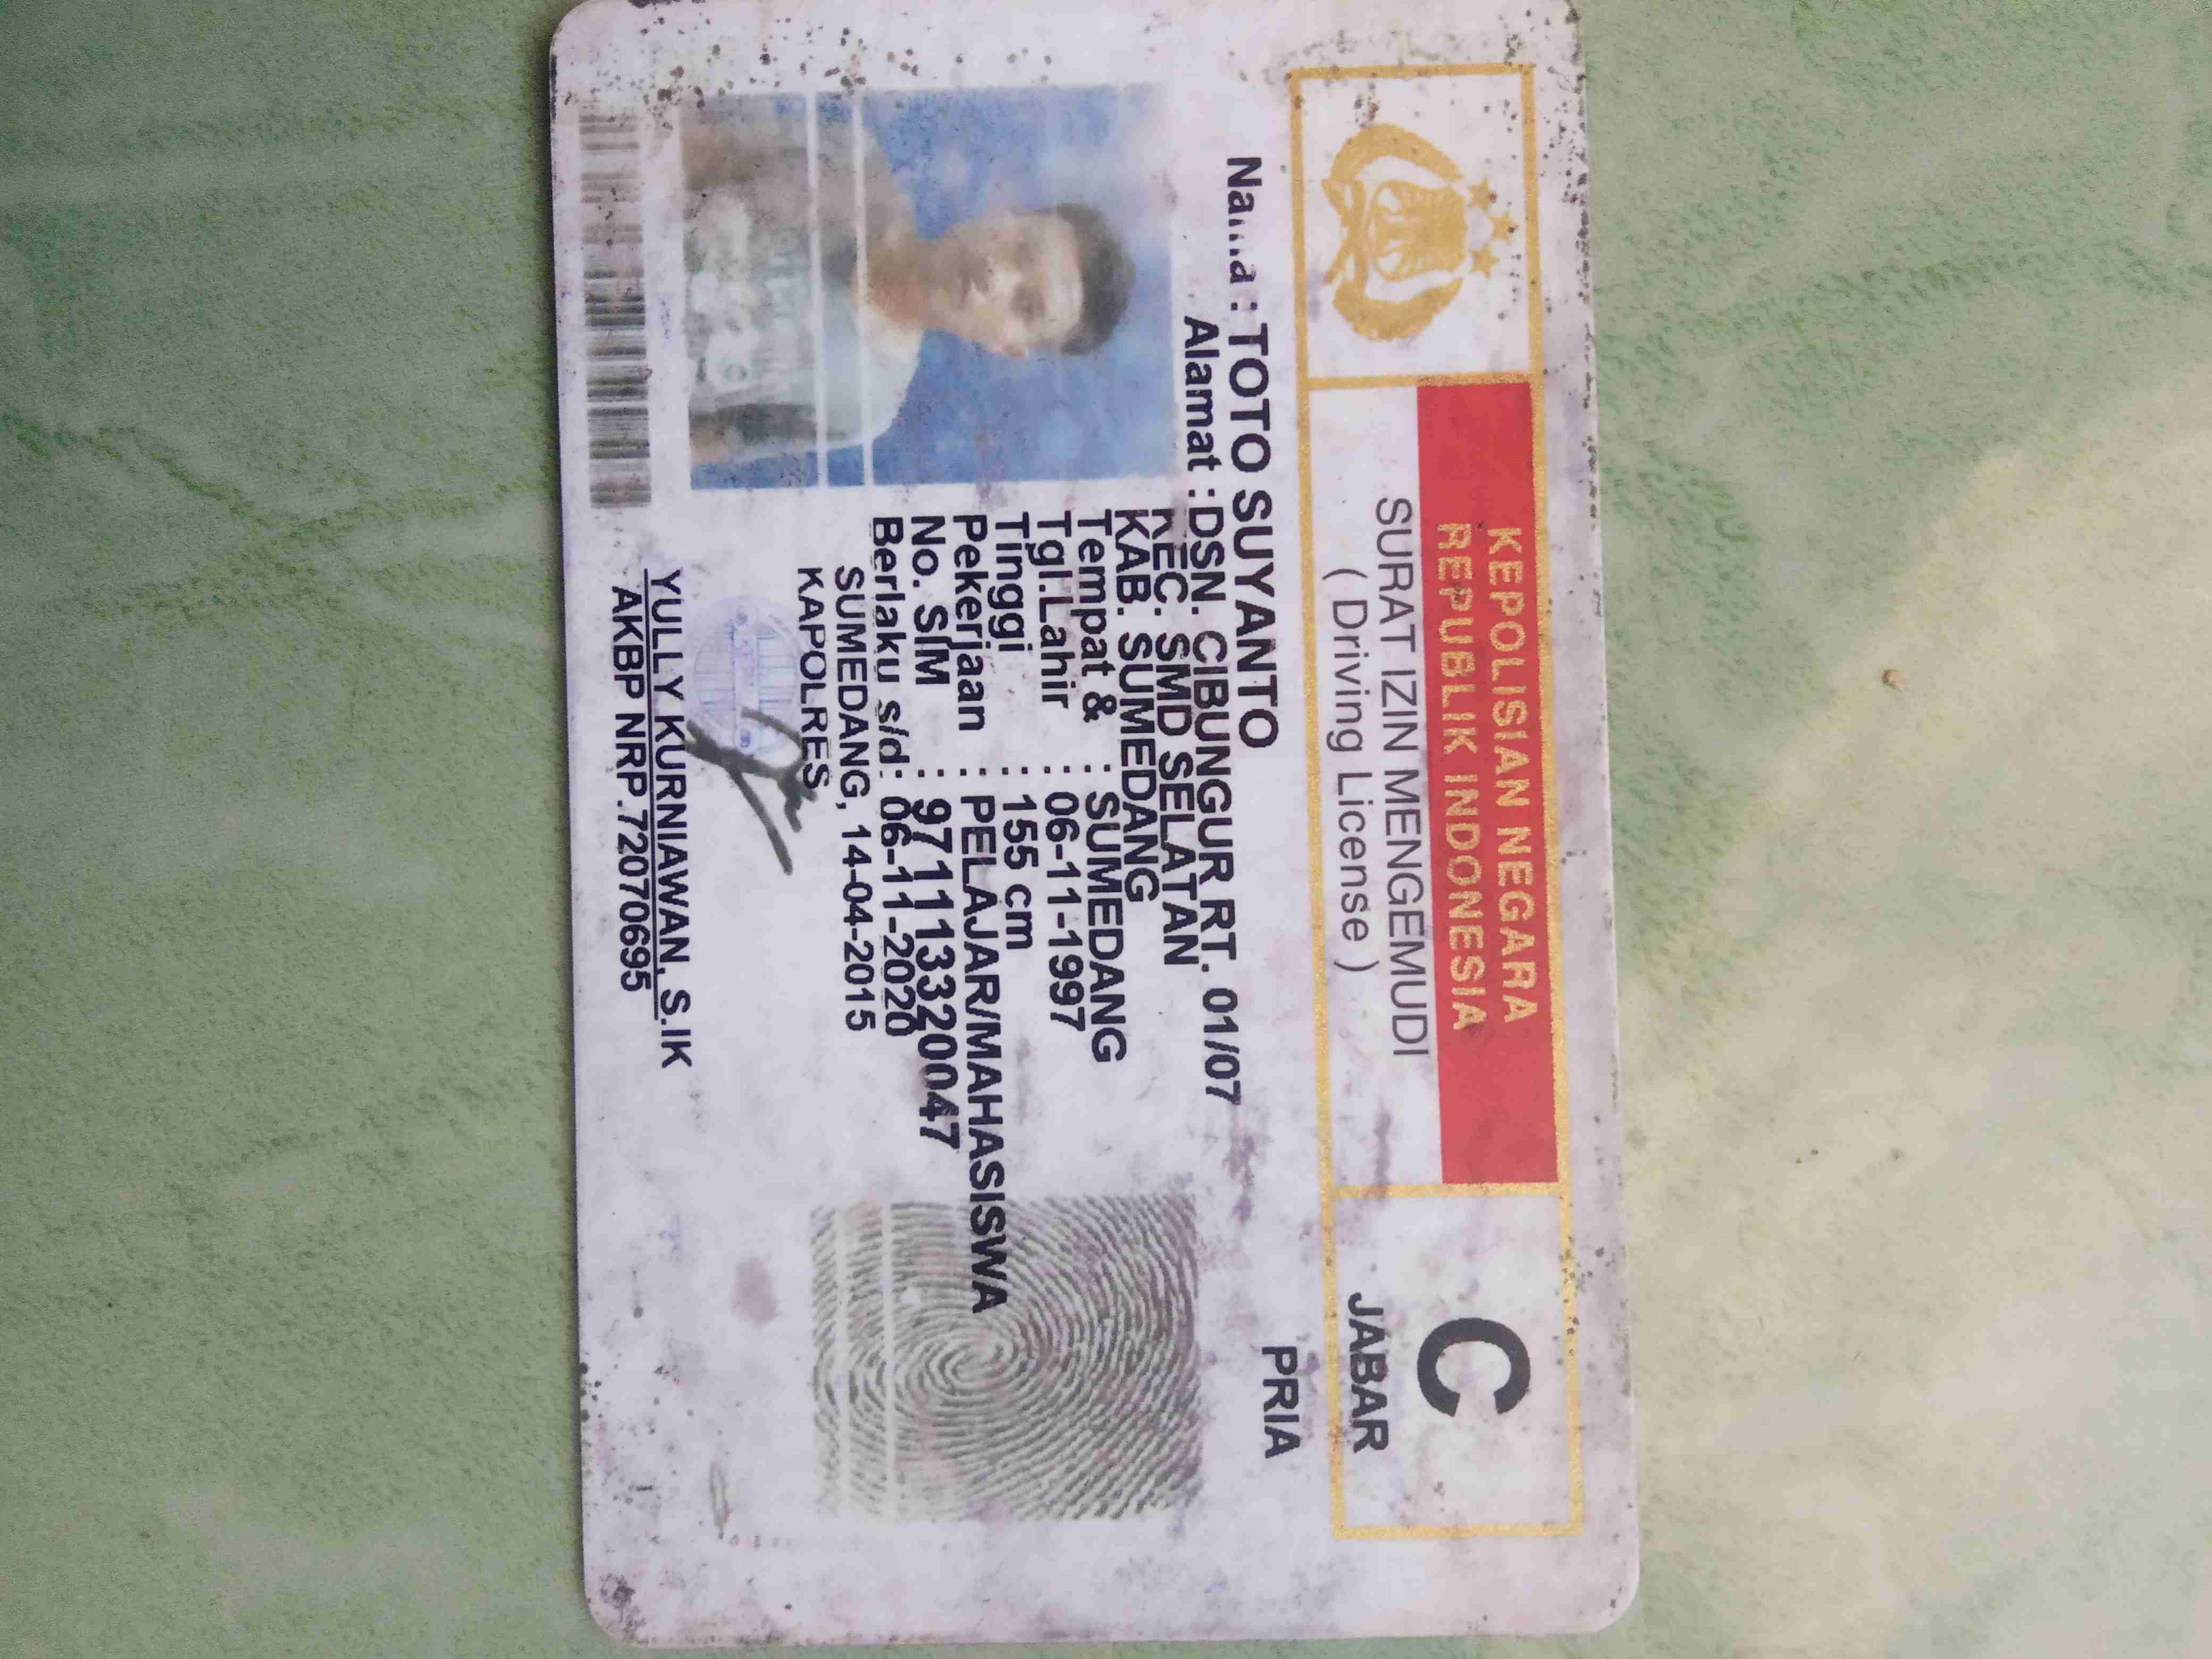 KEPOLISIAN NEGARA
REPUBLIK INDONESIA
SURAT IZIN MENGEMUDI
( Driving License )
C
JABAR
: TOTO SUYANTO
PRIA
Alamat : DSN. CIBUNGUR RT. 01/07
KEC. SMD SELATAN
KAB. SUMEDANG
Tempat & : SUMEDANG
Tgl.Lahir : 06-11-1997
Tinggi : 155 cm
Pekerjaan : PELAJAR/MAHASISWA
No. SIM : 971113320047
Berlaku s/d : 06-11-2020
SUMEDANG, 14-04-2015
KAPOLRES
YULLY KURNIAWAN, S.IK
AKBP NRP.72070695